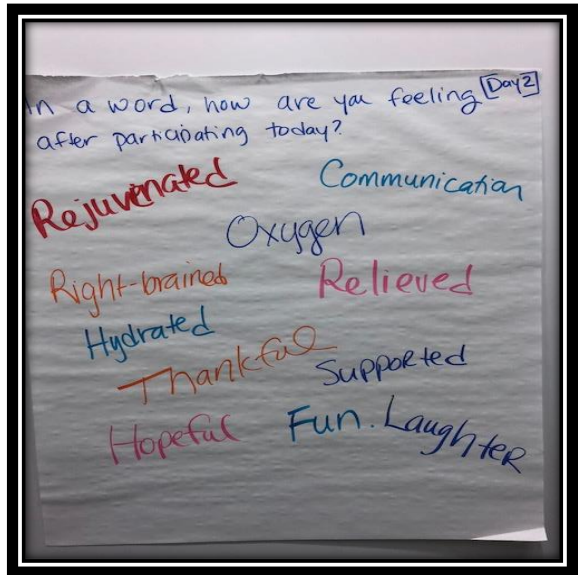 In a word, how are you feeling [Day 2]
after participating today?
Rejuvenated
Communication
Oxygen
Right-brained
Relieved
Hydrated
Thankful
Supported
Hopeful
Fun. Laughter